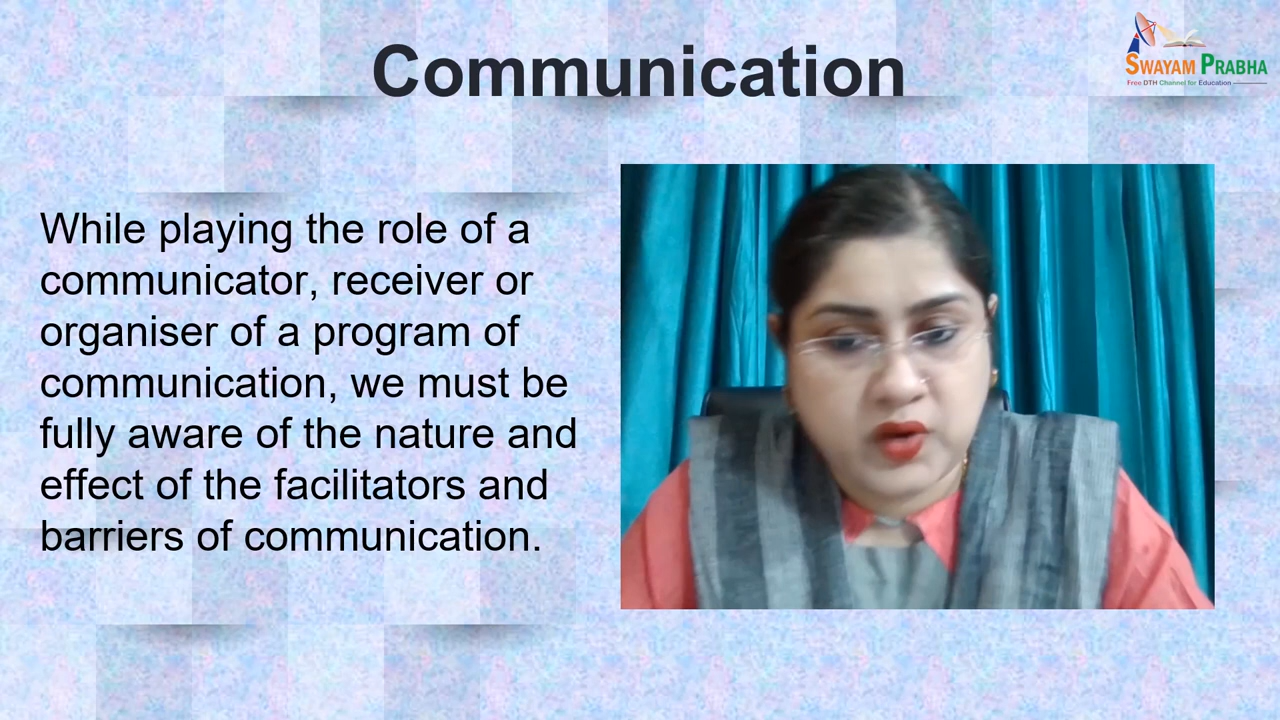 Communication
SWAYAM PRABHA
Free DTH Channel for Education
While playing the role of a
communicator, receiver or
organiser of a program of
communication, we must be
fully aware of the nature and
effect of the facilitators and
barriers of communication.